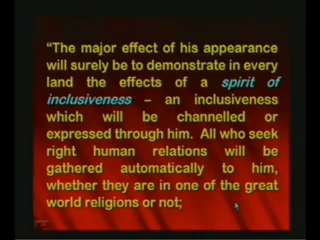 “The major effect of his appearance
will surely be to demonstrate in every
land the effects of a spirit of
inclusiveness – an inclusiveness
which will be channelled or
expressed through him. All who seek
right human relations will be
gathered automatically to him,
whether they are in one of the great
world religions or not;